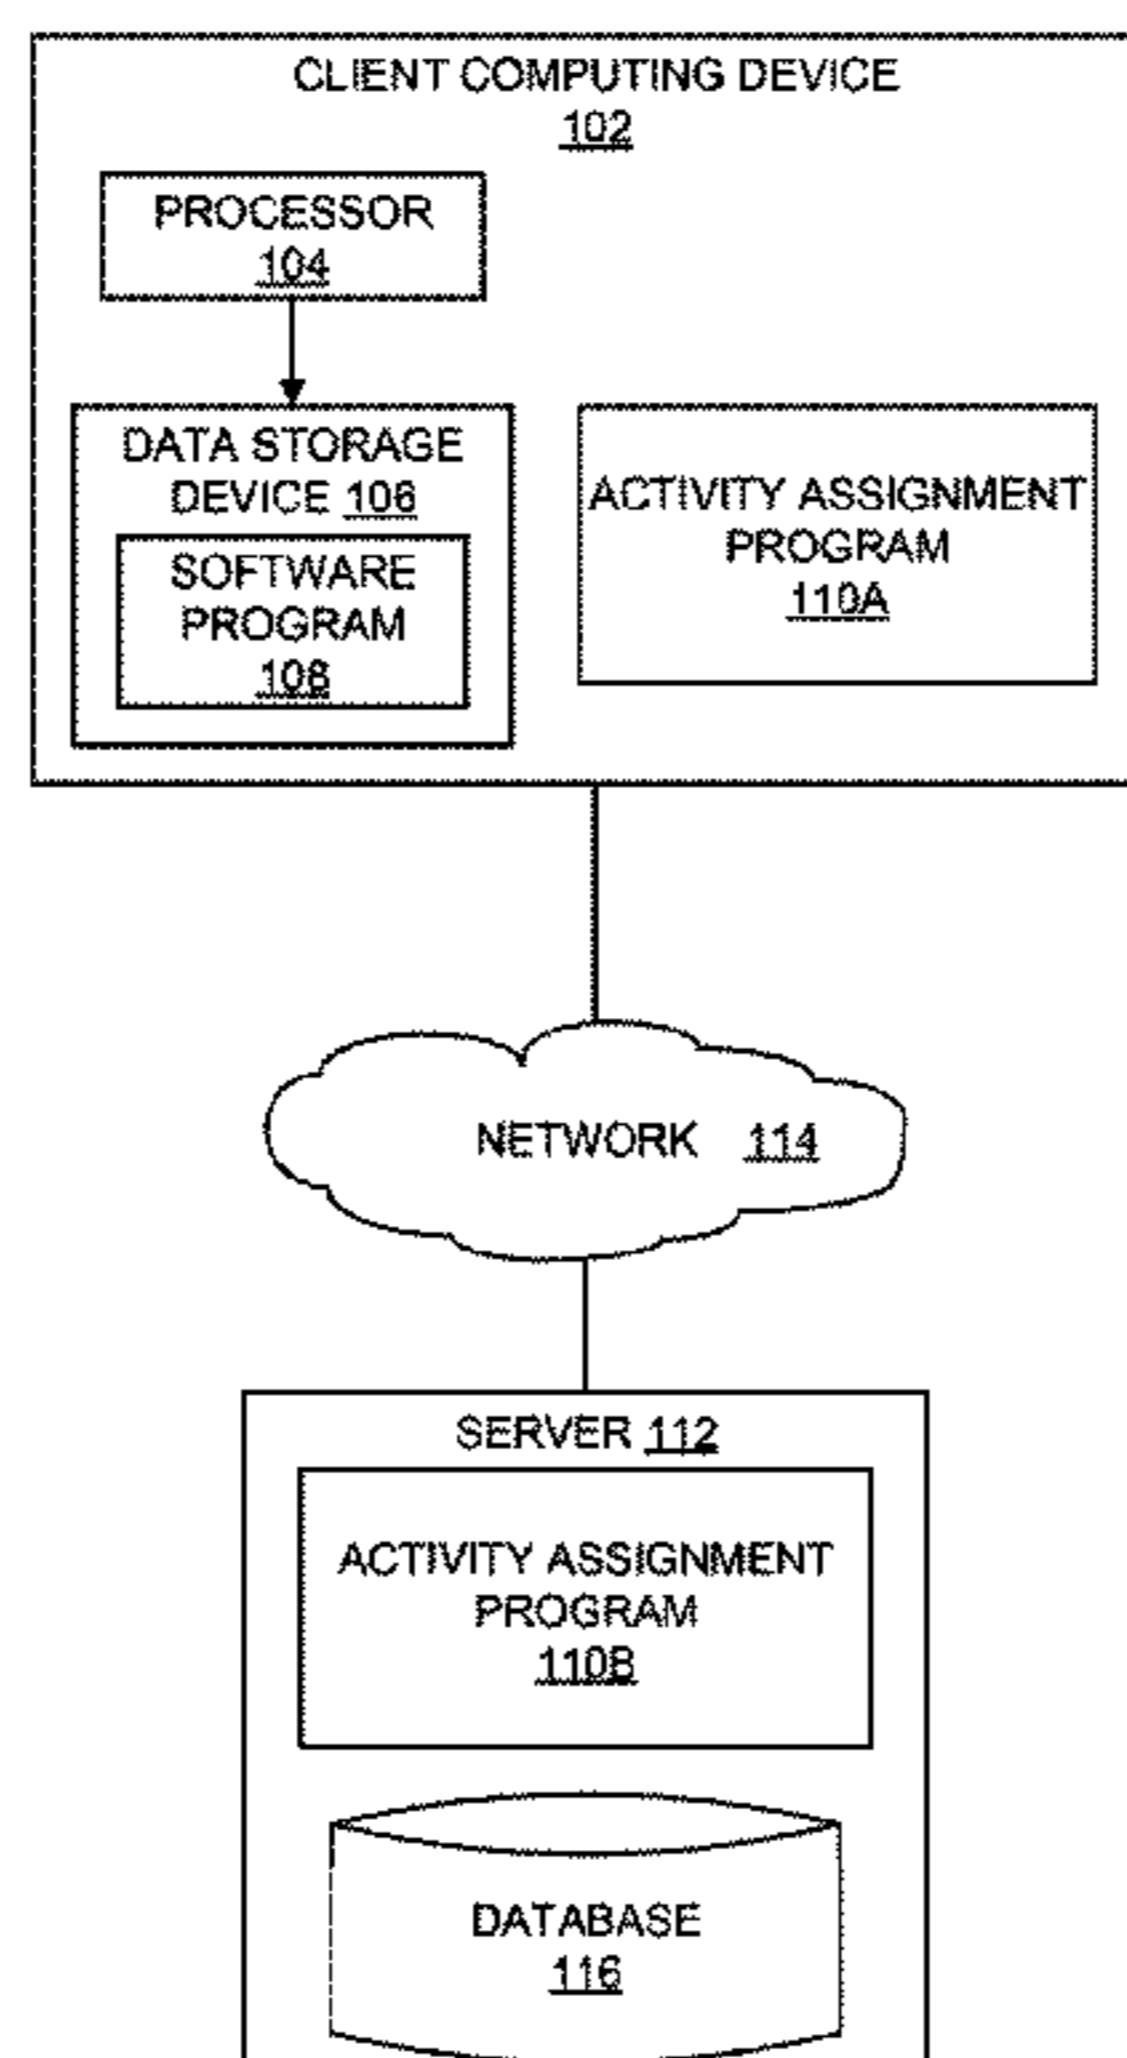 CLIENT COMPUTING DEVICE
102
PROCESSOR
104
DATA STORAGE
DEVICE 106
SOFTWARE
PROGRAM
108
ACTIVITY ASSIGNMENT
PROGRAM
110A
NETWORK 114
SERVER 112
ACTIVITY ASSIGNMENT
PROGRAM
110B
DATABASE
116